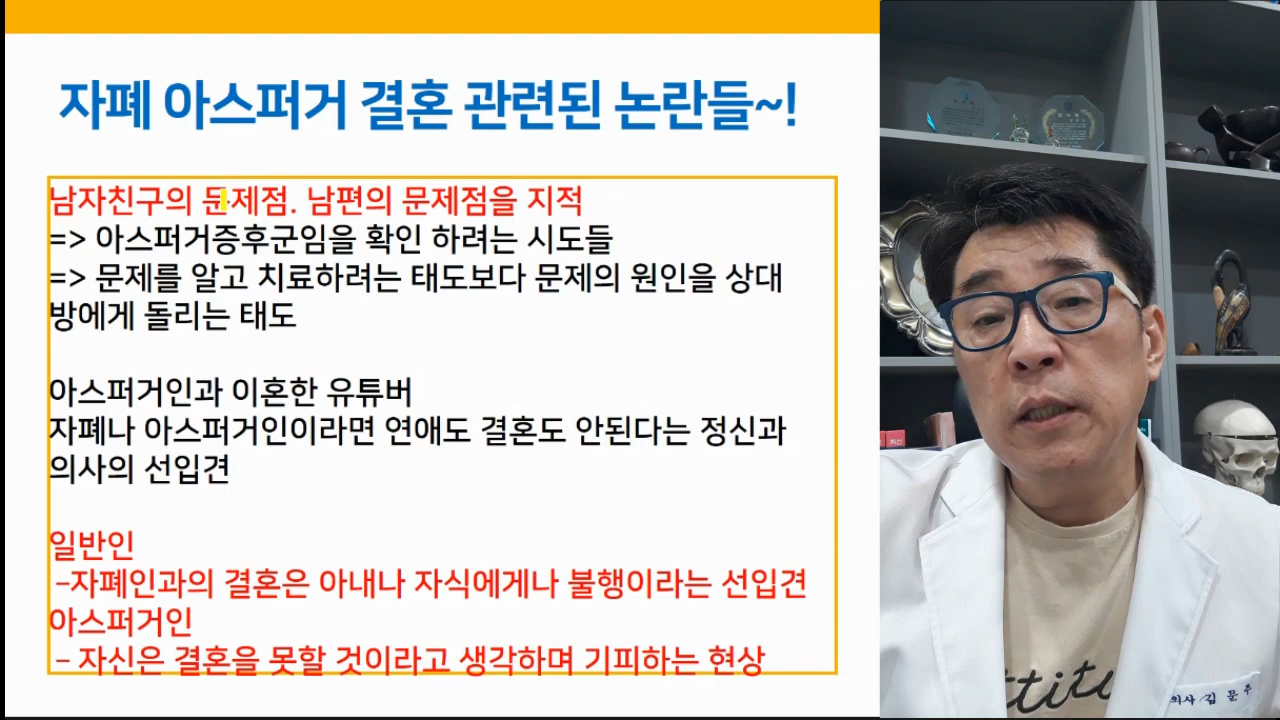 자폐 아스퍼거 결혼 관련된 논란들~!
남자친구의 문제점. 남편의 문제점을 지적
=> 아스퍼거증후군임을 확인 하려는 시도들
=> 문제를 알고 치료하려는 태도보다 문제의 원인을 상대
방에게 돌리는 태도
아스퍼거인과 이혼한 유튜버
자폐나 아스퍼거인이라면 연애도 결혼도 안된다는 정신과
의사의 선입견
일반인
-자폐인과의 결혼은 아내나 자식에게나 불행이라는 선입견
아스퍼거인
- 자신은 결혼을 못할 것이라고 생각하며 기피하는 현상
의사 김 문 주